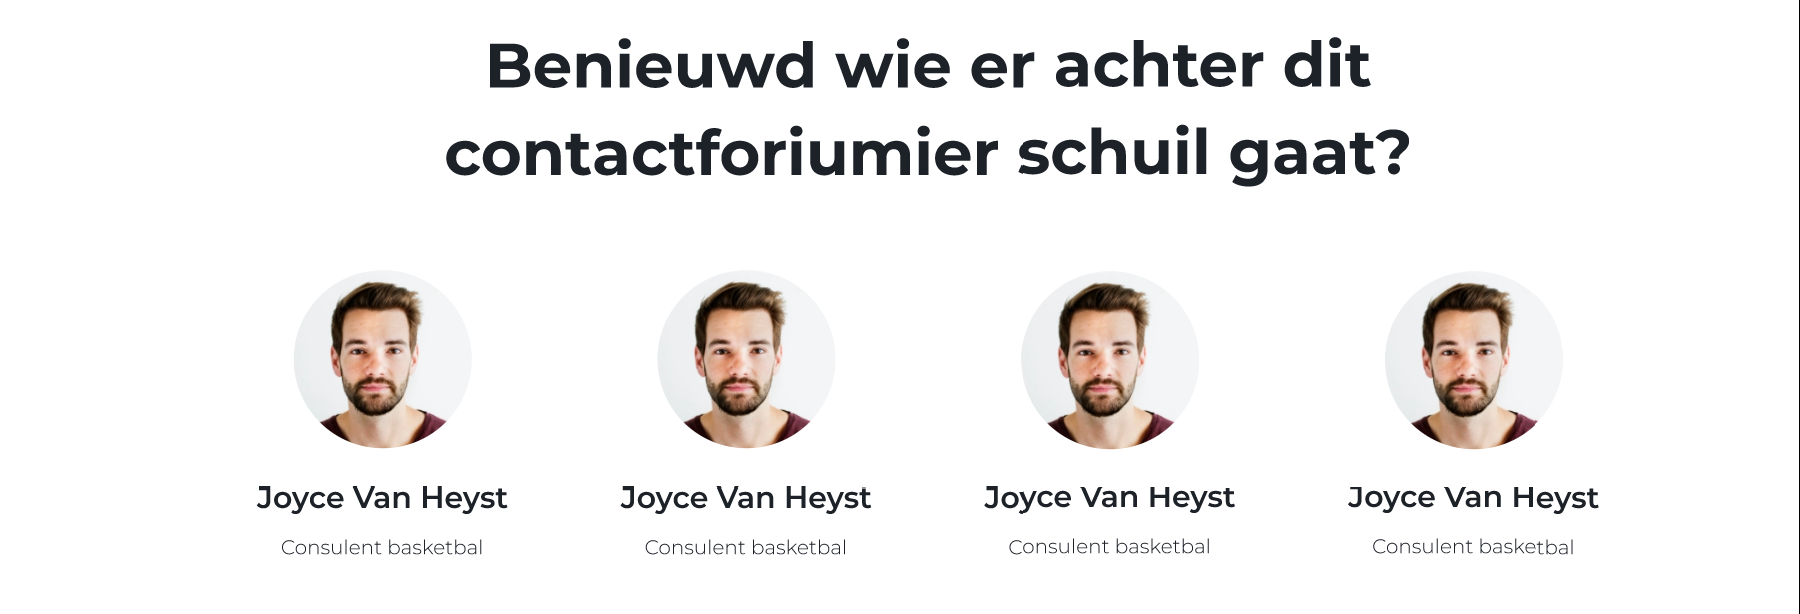 Benieuwd wie er achter dit
contactforiumier schuil gaat?
Joyce Van Heyst Joyce Van Heyst Joyce Van Heyst Joyce Van Heyst
Consulent basketbal Consulent basketbal Consulent basketbal Consulent basketbal